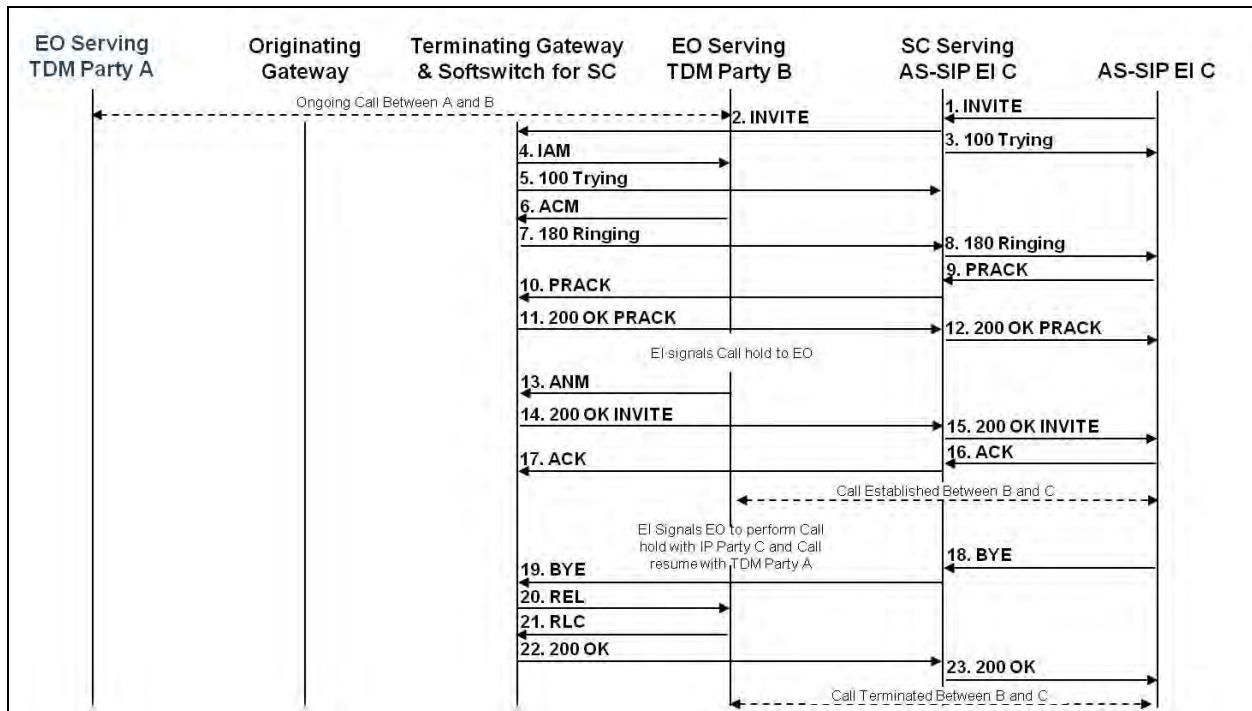 EO Serving
TDM Party A
Originating
Gateway
Terminating Gateway
& Softswitch for SC
EO Serving
TDM Party B
SC Serving
AS-SIP EI C
AS-SIP EI C
Ongoing Call Between A and B
1. INVITE
2. INVITE
3. 100 Trying
4. IAM
5. 100 Trying
6. ACM
7. 180 Ringing
8. 180 Ringing
9. PRACK
10. PRACK
11. 200 OK PRACK
12. 200 OK PRACK
EI signals Call hold to EO
13. ANM
14. 200 OK INVITE
15. 200 OK INVITE
16. ACK
17. ACK
Call Established Between B and C
EI Signals EO to perform Call
hold with IP Party C and Call
resume with TDM Party A
18. BYE
19. BYE
20. REL
21. RLC
22. 200 OK
23. 200 OK
Call Terminated Between B and C